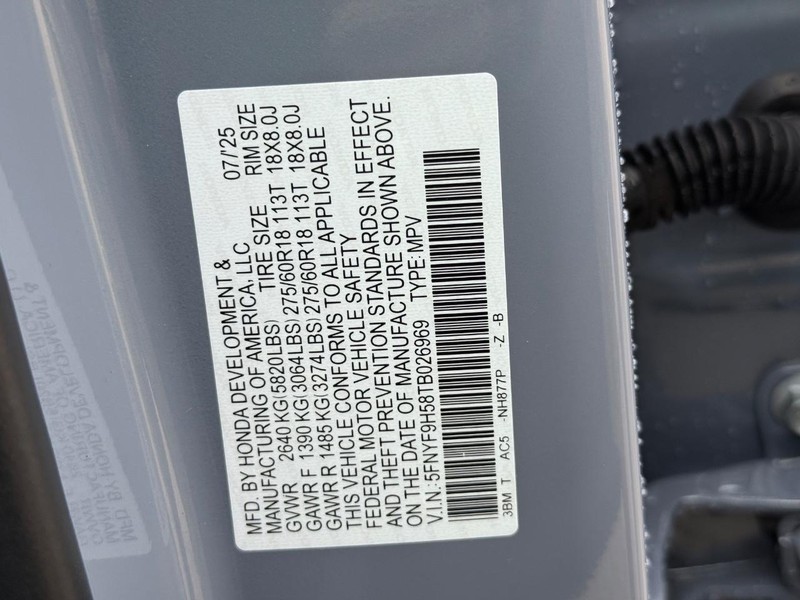 MFD. BY HONDA DEVELOPMENT &
MANUFACTURING OF AMERICA, LLC 07/'25
GVWR 2640 KG(5820LBS) TIRE SIZE RIM SIZE
GAWR F 1390 KG(3064LBS) 275/60R18 113T 18X8.0J
GAWR R 1485 KG(3274LBS) 275/60R18 113T 18X8.0J
THIS VEHICLE CONFORMS TO ALL APPLICABLE
FEDERAL MOTOR VEHICLE SAFETY
AND THEFT PREVENTION STANDARDS IN EFFECT
ON THE DATE OF MANUFACTURE SHOWN ABOVE.
V.I.N.:5FNYF9H58TB026969 TYPE:MPV
3BM T AC5 -NH877P -Z -B